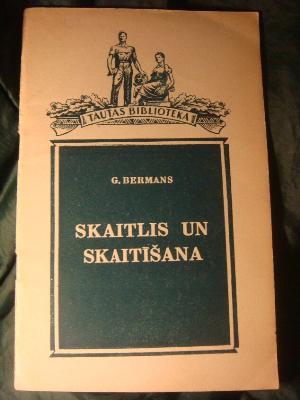 TAUTAS BIBLIOTEKA
G. BERMANS
SKAITLIS UN
SKAITĪŠANA